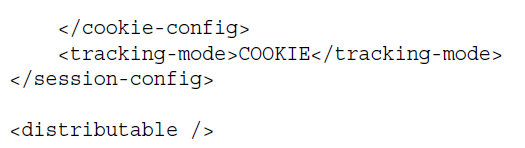 </cookie-config>
    <tracking-mode>COOKIE</tracking-mode>
</session-config>

<distributable />